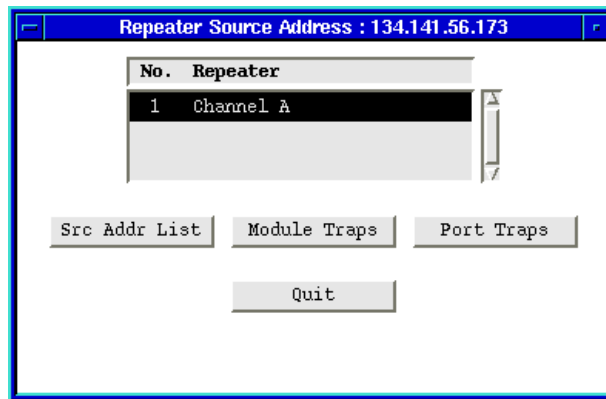 Repeater Source Address : 134.141.56.173
No. Repeater
1 Channel A
Src Addr List Module Traps Port Traps
Quit